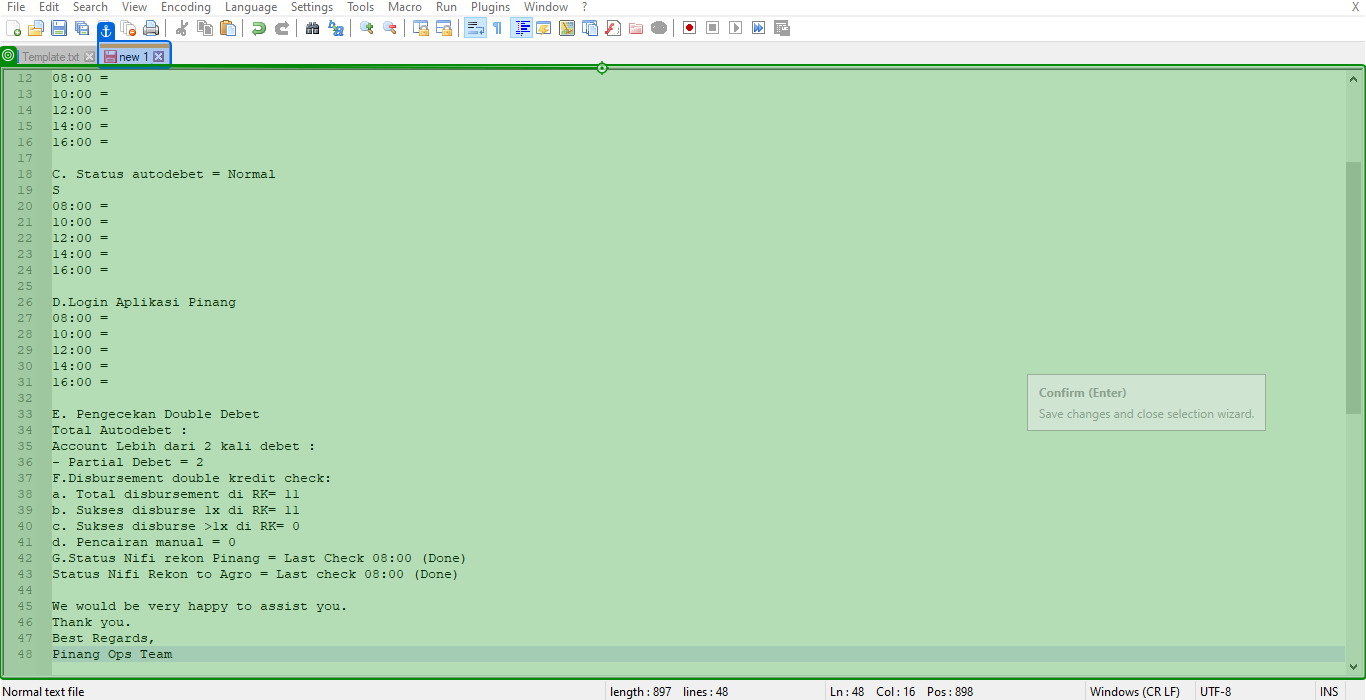 File Edit Search View Encoding Language Settings Tools Macro Run Plugins Window ? X
Template.txt new 1
12 08:00 =
13 10:00 =
14 12:00 =
15 14:00 =
16 16:00 =
17
18 C. Status autodebet = Normal
19 S
20 08:00 =
21 10:00 =
22 12:00 =
23 14:00 =
24 16:00 =
25
26 D.Login Aplikasi Pinang
27 08:00 =
28 10:00 =
29 12:00 =
30 14:00 =
31 16:00 =
32
33 E. Pengecekan Double Debet
34 Total Autodebet :
35 Account Lebih dari 2 kali debet :
36 - Partial Debet = 2
37 F.Disbursement double kredit check:
38 a. Total disbursement di RK= 11
39 b. Sukses disburse 1x di RK= 11
40 c. Sukses disburse >1x di RK= 0
41 d. Pencairan manual = 0
42 G.Status Nifi rekon Pinang = Last Check 08:00 (Done)
43 Status Nifi Rekon to Agro = Last check 08:00 (Done)
44
45 We would be very happy to assist you.
46 Thank you.
47 Best Regards,
48 Pinang Ops Team
Confirm (Enter)
Save changes and close selection wizard.
Normal text file length : 897 lines : 48 Ln : 48 Col : 16 Pos : 898 Windows (CR LF) UTF-8 INS